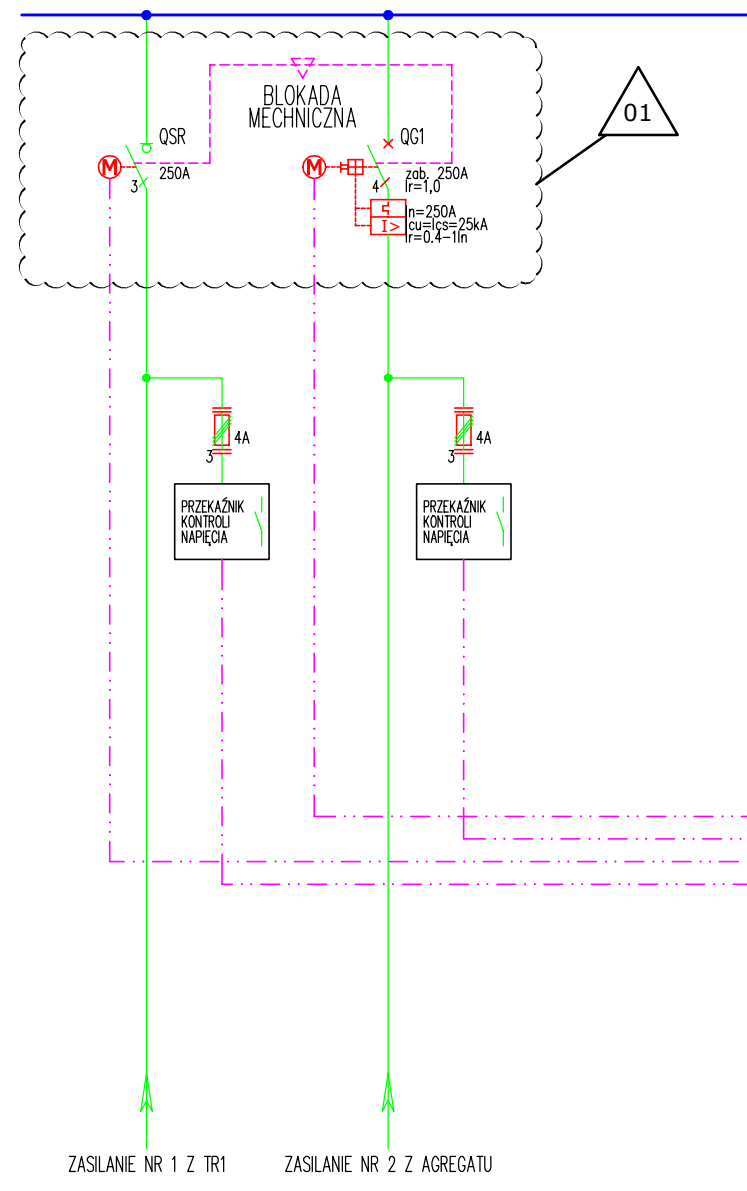 BLOKADA
MECHNICZNA
01
QSR
QG1
M
250A
3
M
4
zab. 250A
Ir=1,0
In=250A
cu=Ics=25kA
Ir=0.4-1In
I>
4A
3
4A
3
PRZEKAŹNIK
KONTROLI
NAPIĘCIA
PRZEKAŹNIK
KONTROLI
NAPIĘCIA
ZASILANIE NR 1 Z TR1
ZASILANIE NR 2 Z AGREGATU